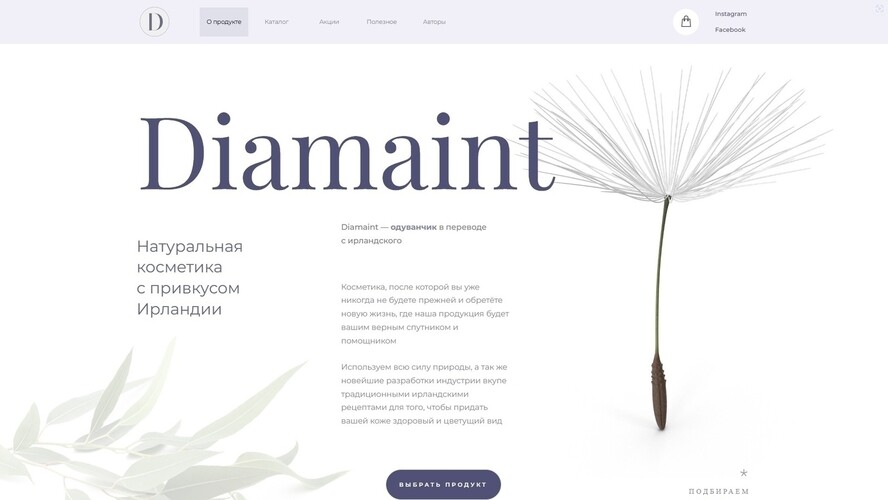 D
О продукте
Каталог
Акции
Полезное
Авторы
Instagram
Facebook
Diamaint
Натуральная
косметика
с привкусом
Ирландии
Diamaint — одуванчик в переводе
с ирландского
Косметика, после которой вы уже
никогда не будете прежней и обретёте
новую жизнь, где наша продукция будет
вашим верным спутником и
помощником
Используем всю силу природы, а так же
новейшие разработки индустрии вкупе
традиционными ирландскими
рецептами для того, чтобы придать
вашей коже здоровый и цветущий вид
ВЫБРАТЬ ПРОДУКТ
*
ПОДБИРАЕМ